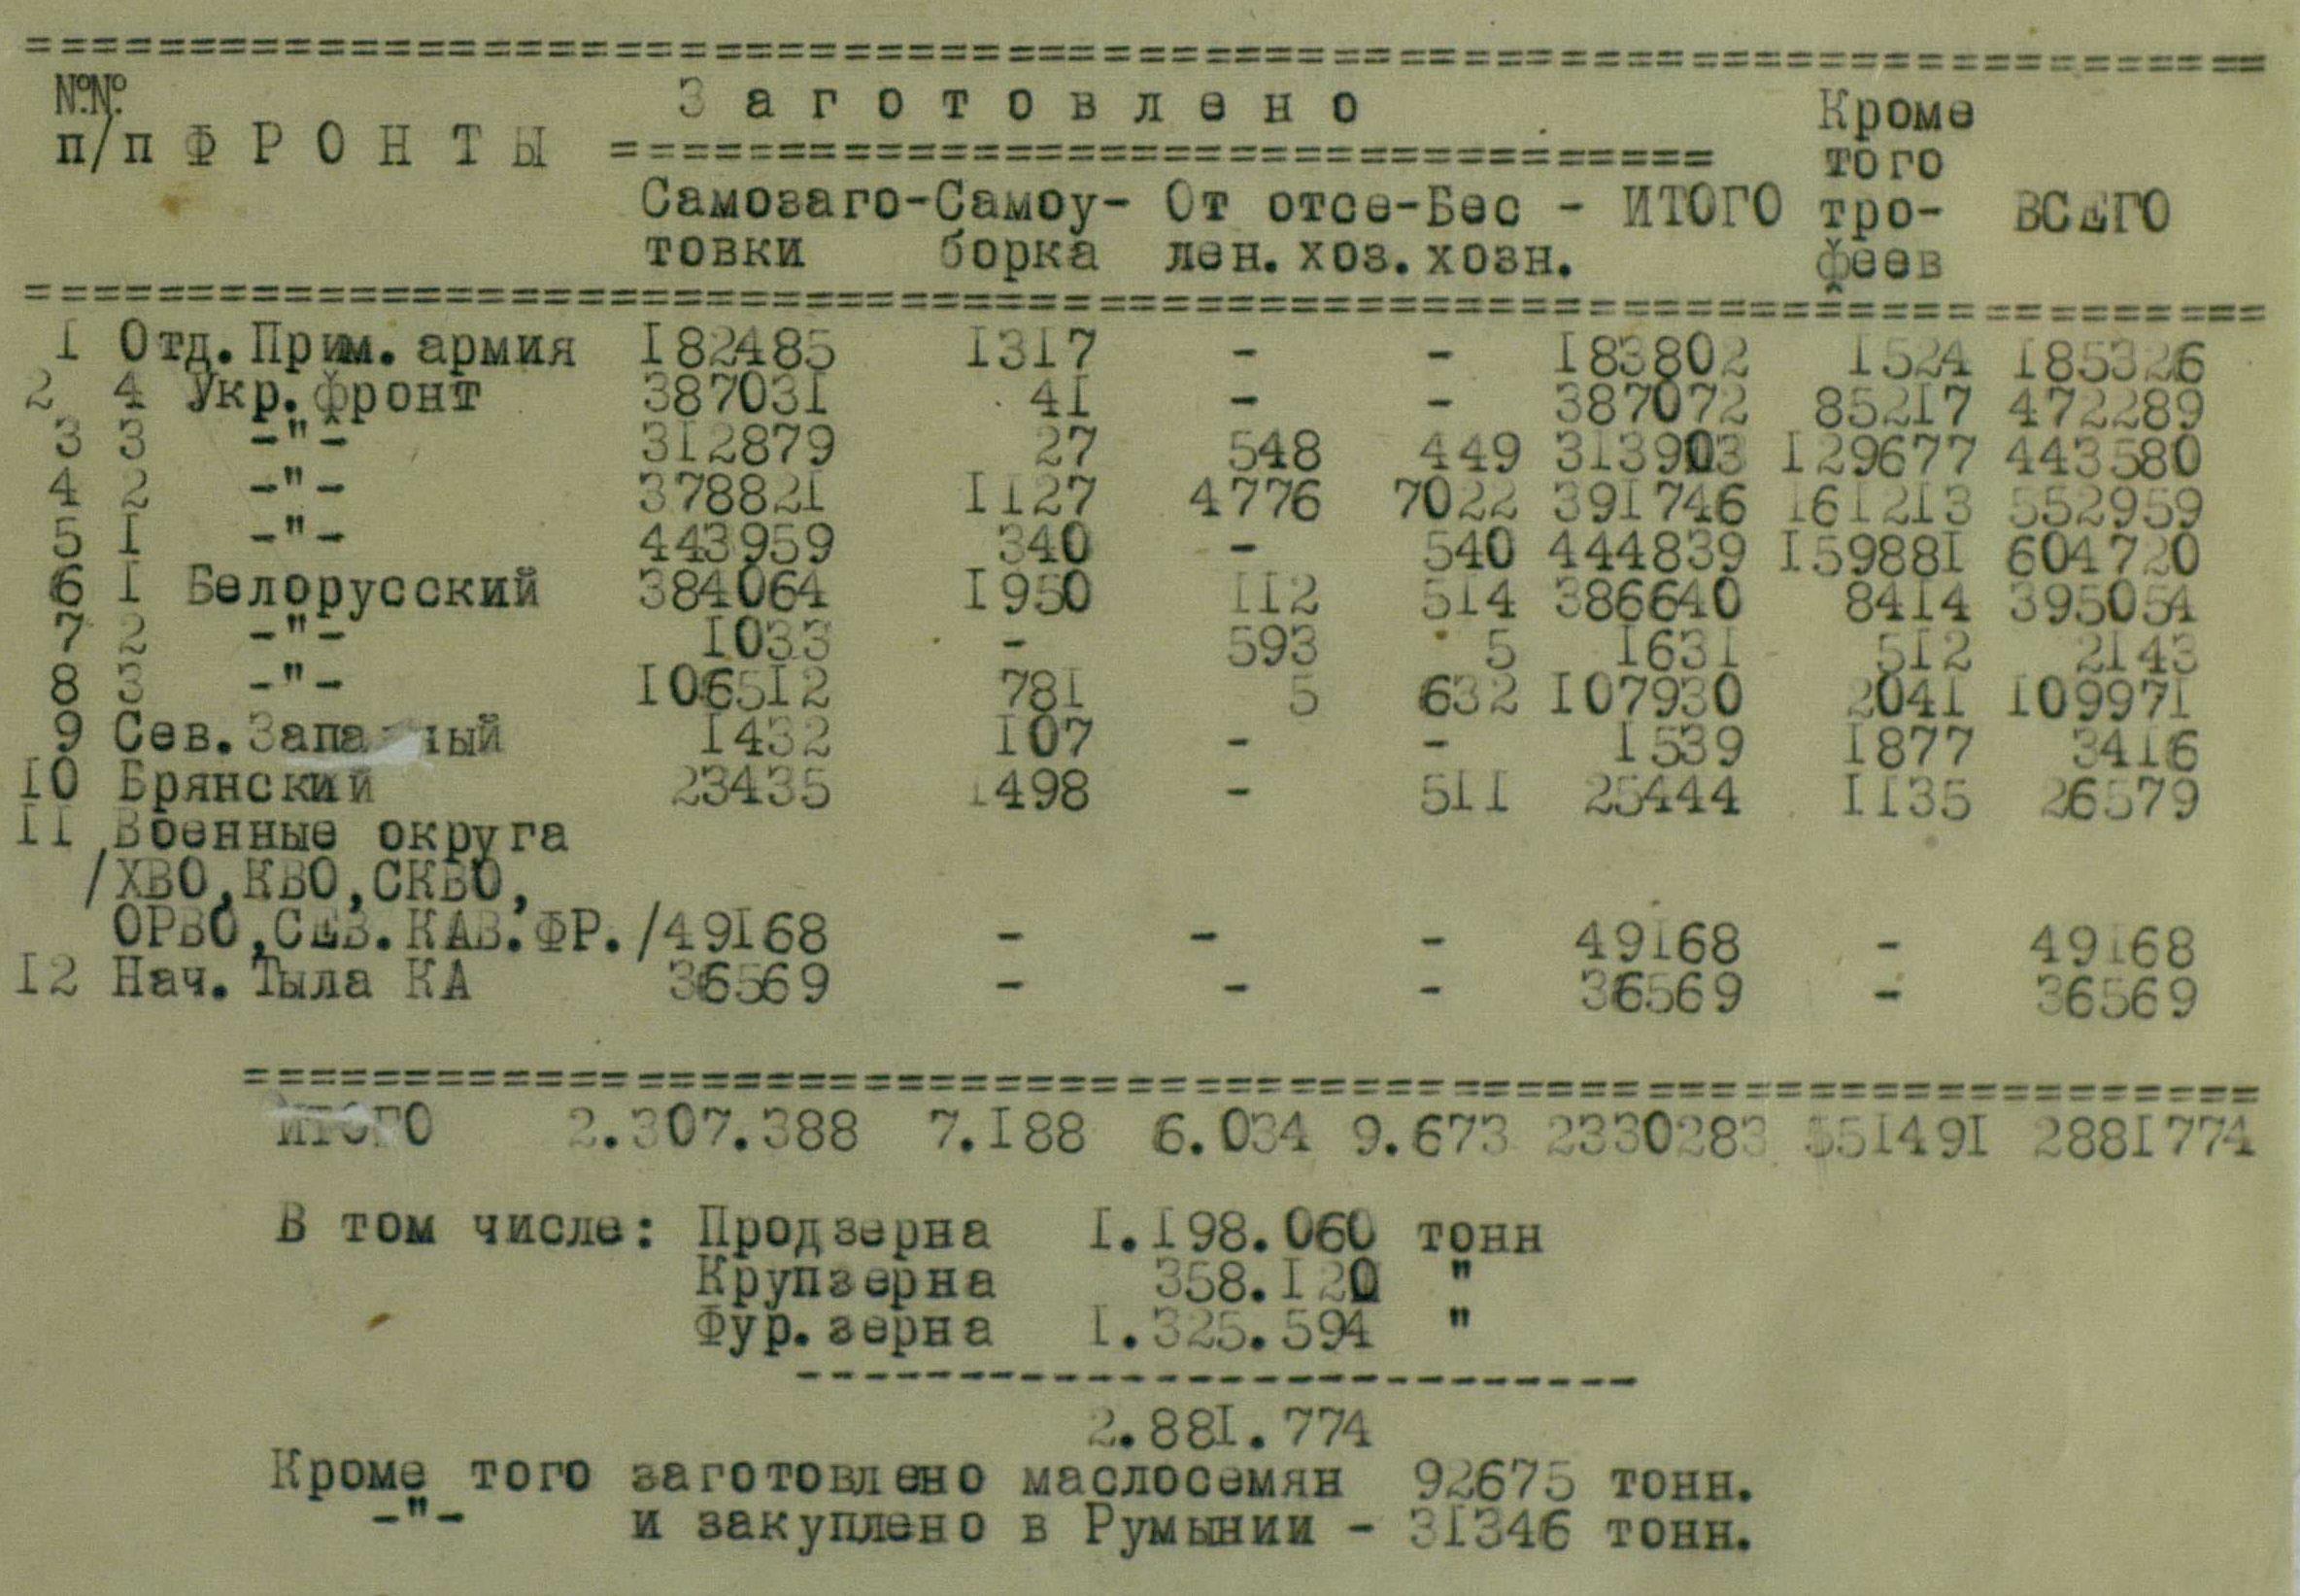 №№ Заготовлено Кроме
п/п ФРОНТЫ того
Самозаго- Самоу- От отсе- Бес - ИТОГО тро- ВСЕГО
товки борка лен.хоз. хозн. феев
1 Отд.Прим.армия 182485 1317 - - 183802 1524 185326
2 4 Укр.фронт 387031 41 - - 387072 85217 472289
3 3 -"- 312879 27 548 449 313903 129677 443580
4 2 -"- 378821 1127 4776 7022 391746 161213 552959
5 1 -"- 443959 340 - 540 444839 159881 604720
6 1 Белорусский 384064 1950 112 514 386640 8414 395054
7 2 -"- 1033 - 593 5 1631 512 2143
8 3 -"- 106512 781 5 632 107930 2041 109971
9 Сев. 1432 107 - - 1539 1877 3416
10 Брянский 23435 1498 - 511 25444 1135 26579
11 Военные округа
/ХВО,КВО,СКВО,
ОРВО,СЕВ.КАВ.ФР./ 49168 - - - 49168 - 49168
12 Нач. Тыла КА 36569 - - - 36569 - 36569
ИТОГО 2.307.388 7.188 6.034 9.673 2330283 551491 2881774
В том числе: Продзерна 1.198.060 тонн
Крупзерна 358.120 "
Фур.зерна 1.325.594 "
2.881.774
Кроме того заготовлено маслосемян 92675 тонн.
-"- и закуплено в Румынии - 31346 тонн.